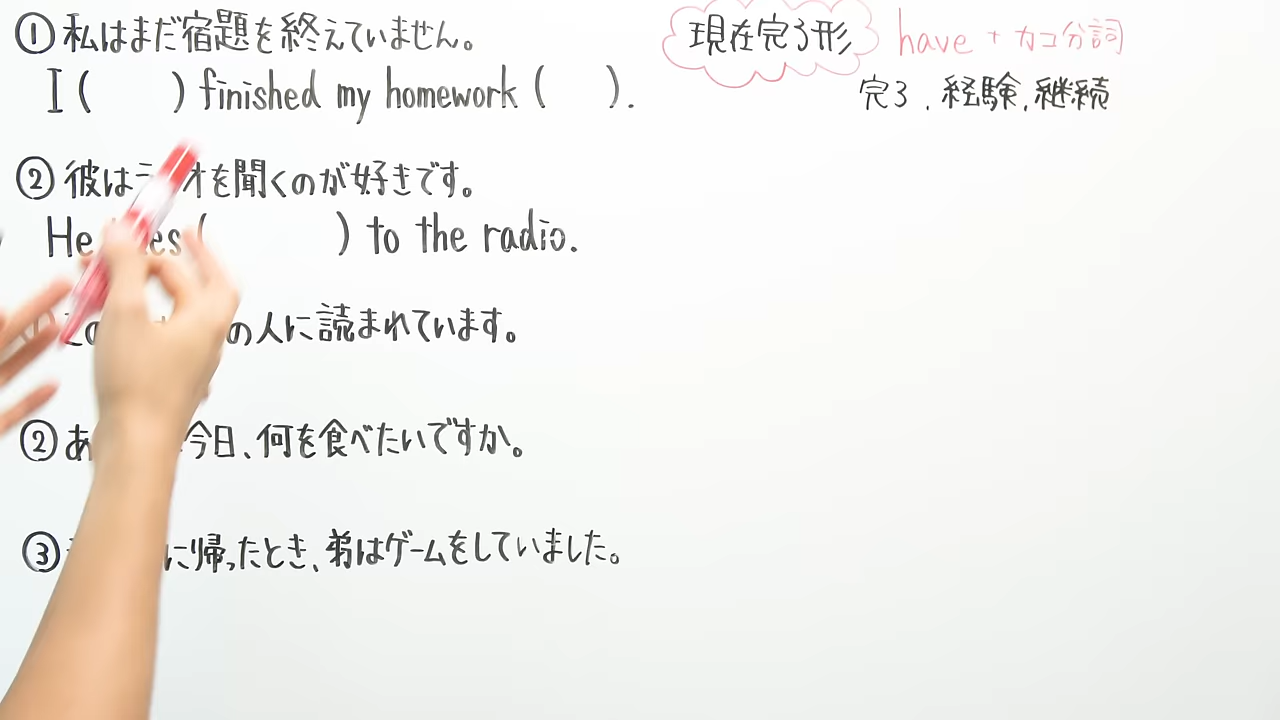 ① 私はまだ宿題を終えていません。
I ( ) finished my homework ( ).
② 彼はラ オを聞くのが好きです。
He es ( ) to the radio.
の人に読まれています。
② あ 今日、何を食べたいですか。
③ に帰ったとき、弟はゲームをしていました。
現在完了形 have + カコ分詞
完了、経験、継続